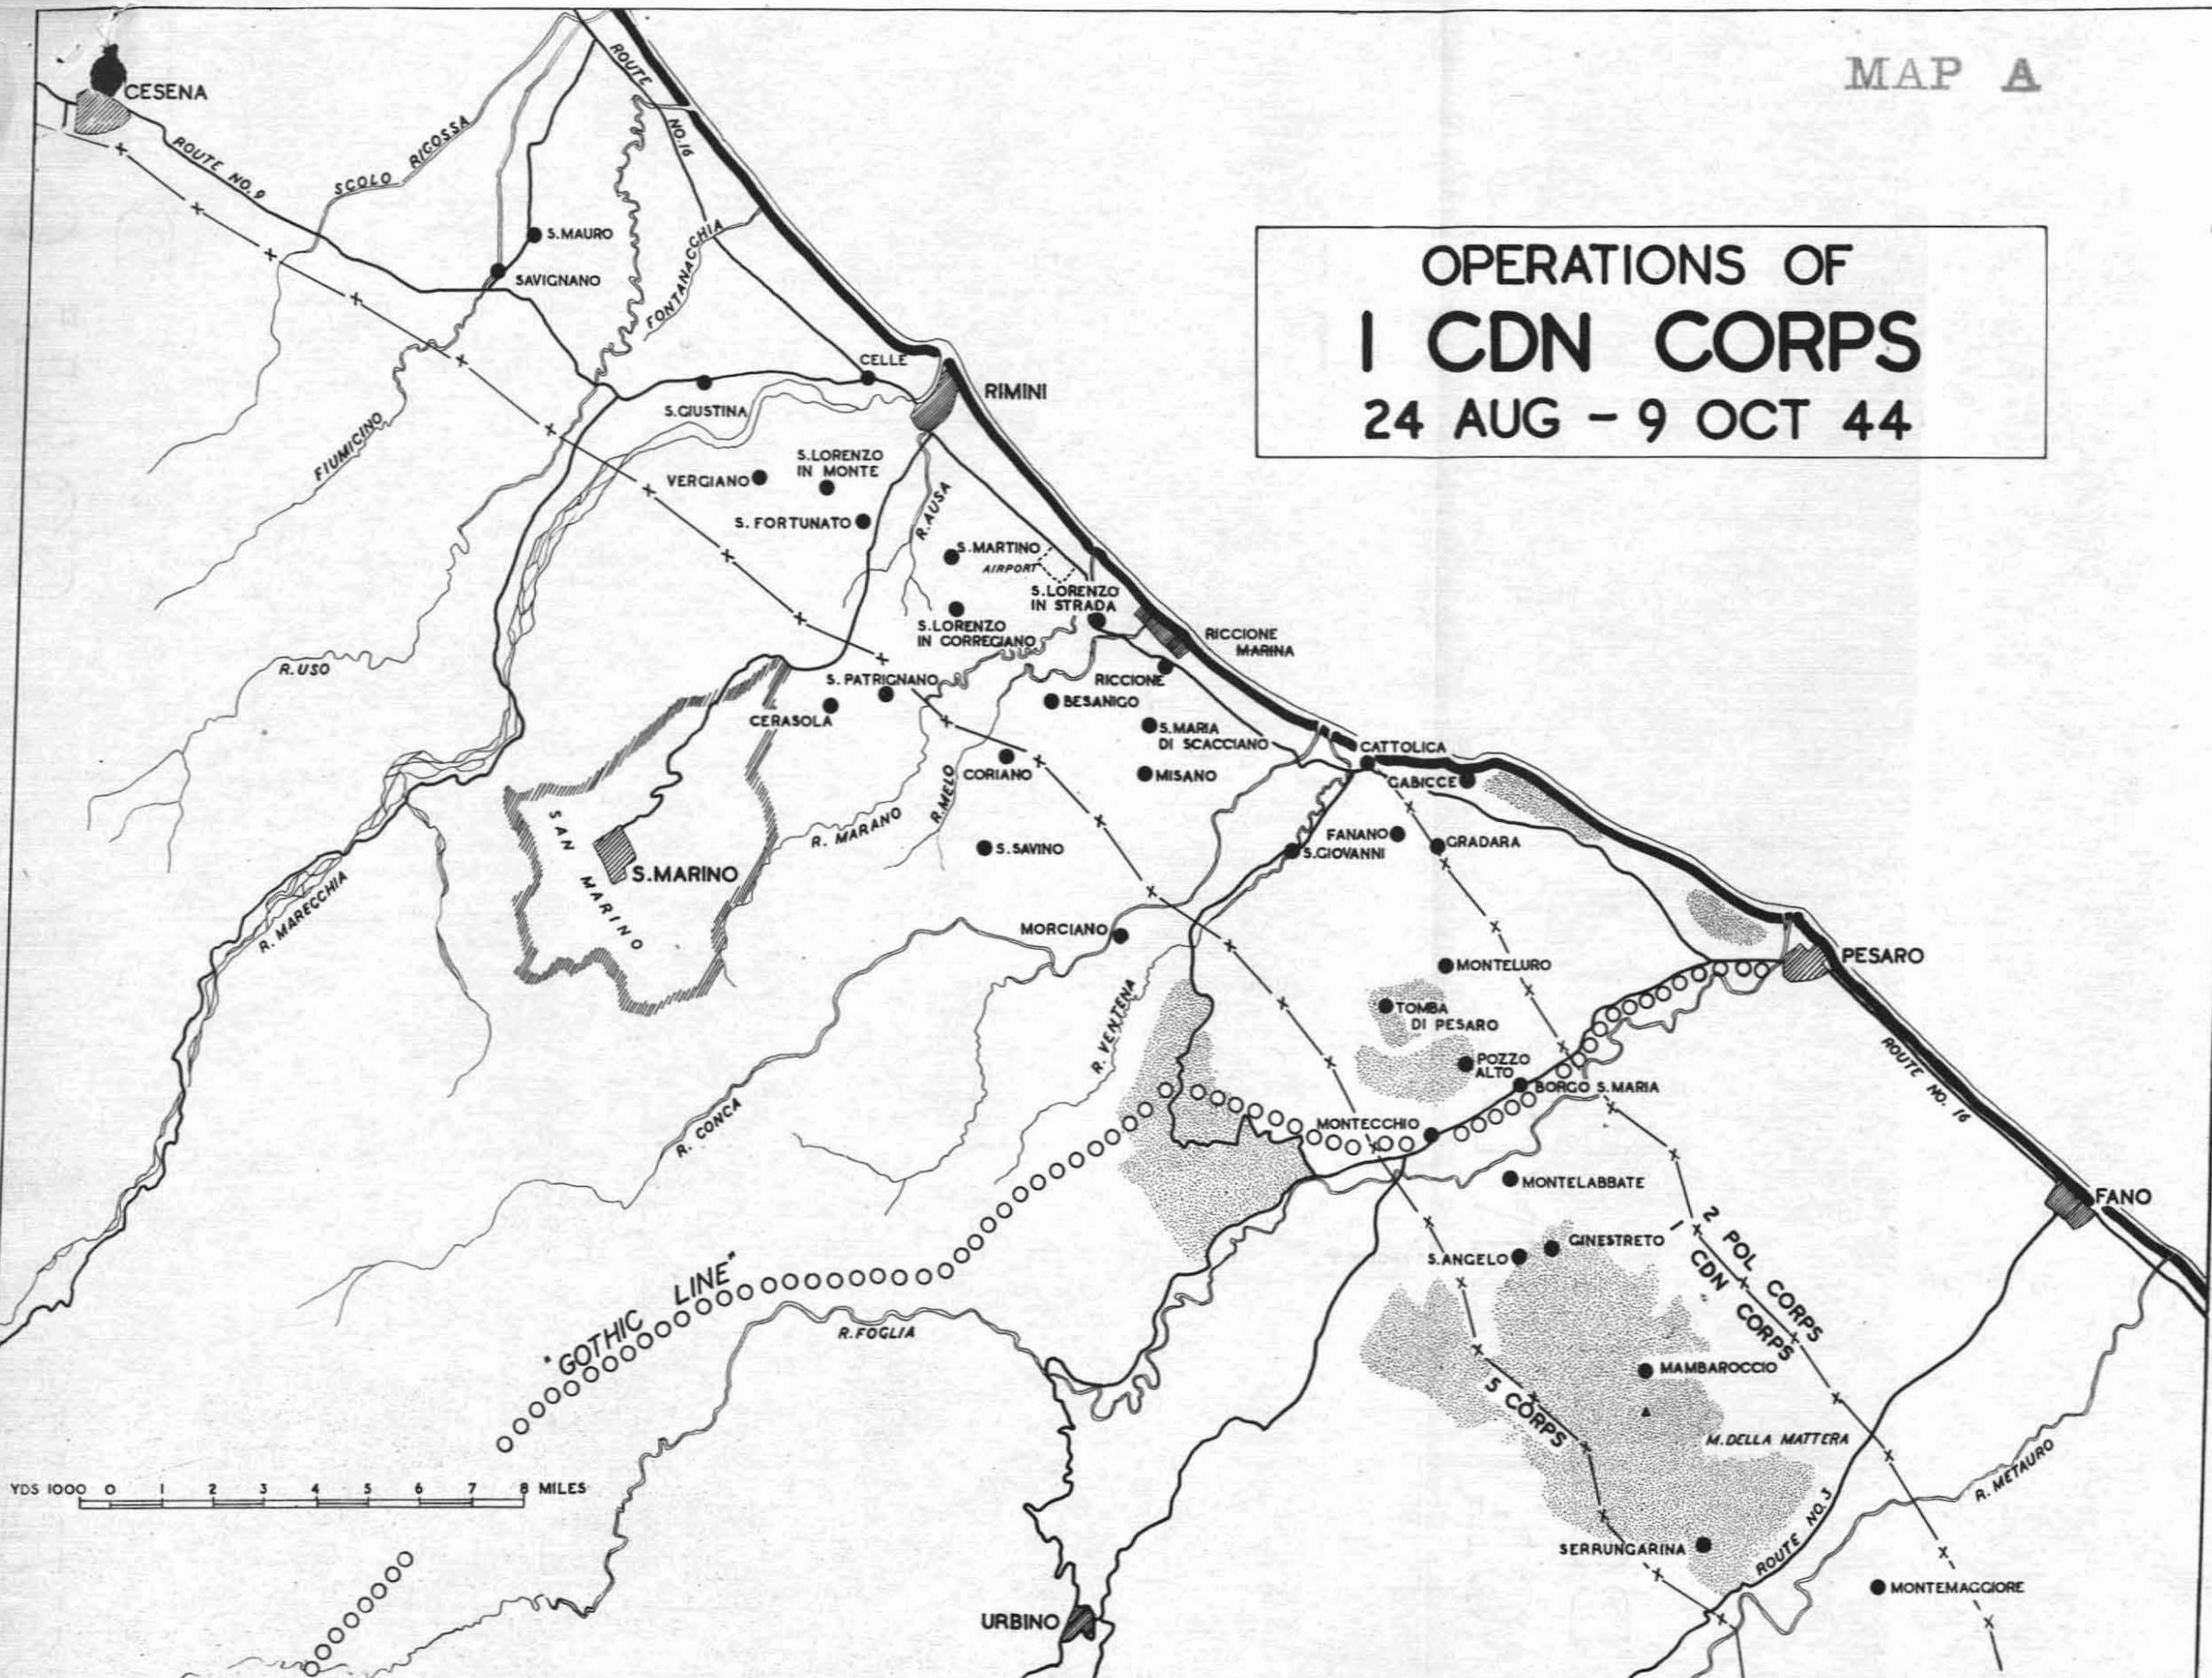 MAP A
OPERATIONS OF
1 CDN CORPS
24 AUG – 9 OCT 44
CESENA
ROUTE NO. 9
SCOLO RIGOSSA
ROUTE NO. 16
S. MAURO
SAVIGNANO
FONTANACCHIA
FIUMICINO
CELLE
RIMINI
S. GIUSTINA
S. LORENZO
IN MONTE
VERGIANO
S. FORTUNATO
R. AUSA
S. MARTINO
AIRPORT
S. LORENZO
IN STRADA
S. LORENZO
IN CORREGIANO
RICCIONE
MARINA
R. USO
S. PATRIGNANO
RICCIONE
CERASOLA
BESANIGO
S. MARIA
DI SCACCIANO
CATTOLICA
CORIANO
MISANO
GABICCE
R. MELO
R. MARANO
SAN MARINO
S. MARINO
S. SAVINO
FANANO
GRADARA
S. GIOVANNI
R. MARECCHIA
MORCIANO
PESARO
MONTELURO
R. VENTENA
TOMBA
DI PESARO
POZZO
ALTO
BORGO S. MARIA
ROUTE NO. 16
R. CONCA
MONTECCHIO
MONTELABBATE
FANO
GINESTRETO
S. ANGELO
2 POL CORPS
1 CDN CORPS
"GOTHIC LINE"
R. FOGLIA
MAMBAROCCIO
5 CORPS
M. DELLA MATTERA
R. METAURO
YDS 1000 0 1 2 3 4 5 6 7 8 MILES
ROUTE NO. 3
SERRUNGARINA
MONTEMAGGIORE
URBINO